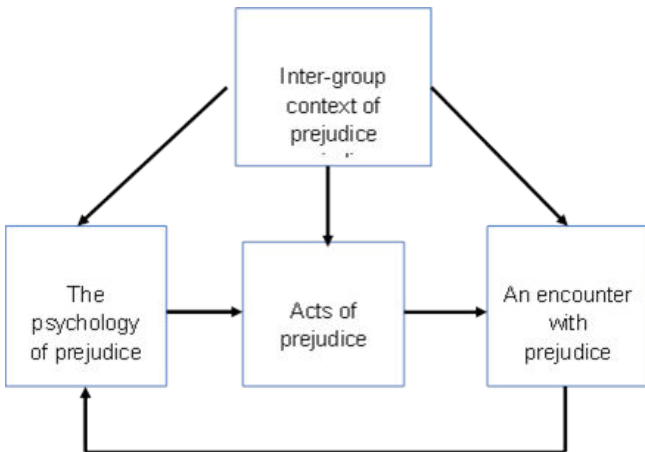 Inter-group
context of
prejudice
The
psychology
of prejudice
Acts of
prejudice
An encounter
with
prejudice